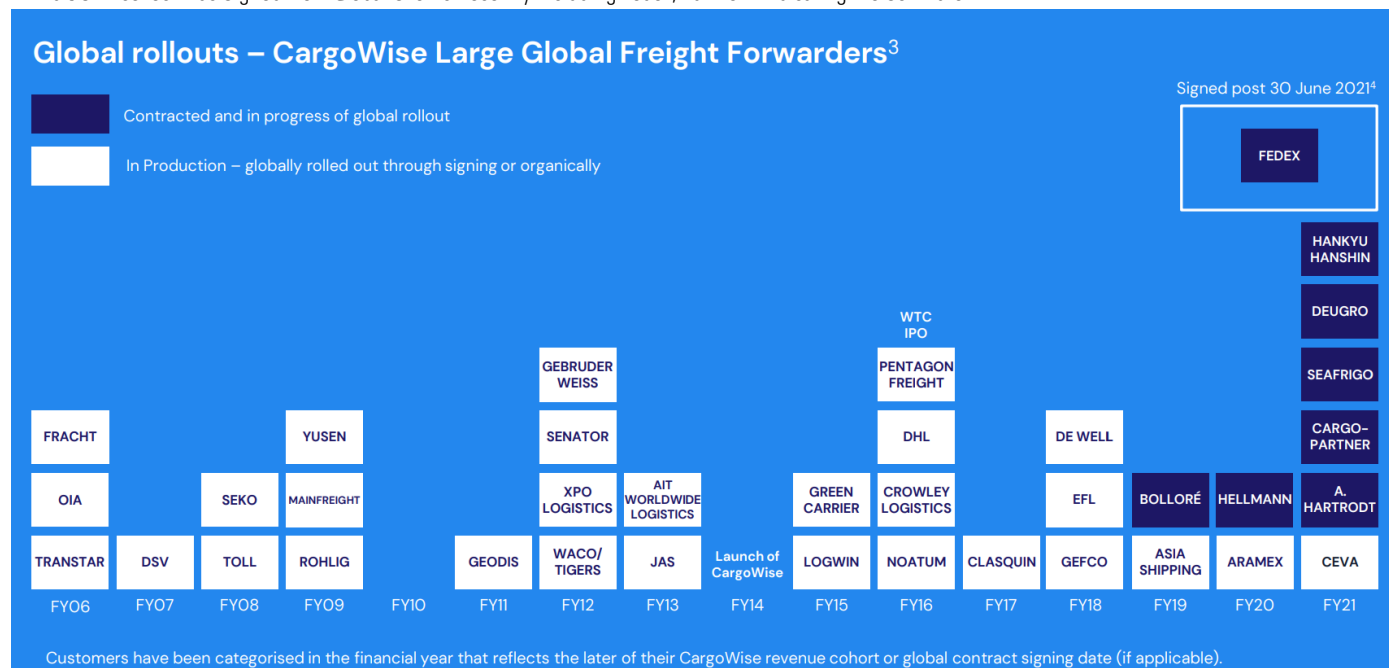 Global rollouts – CargoWise Large Global Freight Forwarders³
Signed post 30 June 2021⁴
Contracted and in progress of global rollout
In Production – globally rolled out through signing or organically
FEDEX
HANKYU
HANSHIN
DEUGRO
WTC
IPO
GEBRUDER
WEISS
PENTAGON
FREIGHT
SEAFRIGO
FRACHT
YUSEN
SENATOR
DHL
DE WELL
CARGO-
PARTNER
OIA
SEKO
MAINFREIGHT
XPO
LOGISTICS
AIT
WORLDWIDE
LOGISTICS
GREEN
CARRIER
CROWLEY
LOGISTICS
EFL
BOLLORÉ
HELLMANN
A.
HARTRODT
TRANSTAR
DSV
TOLL
ROHLIG
GEODIS
WACO/
TIGERS
JAS
Launch of
CargoWise
LOGWIN
NOATUM
CLASQUIN
GEFCO
ASIA
SHIPPING
ARAMEX
CEVA
FY06 FY07 FY08 FY09 FY10 FY11 FY12 FY13 FY14 FY15 FY16 FY17 FY18 FY19 FY20 FY21
Customers have been categorised in the financial year that reflects the later of their CargoWise revenue cohort or global contract signing date (if applicable).